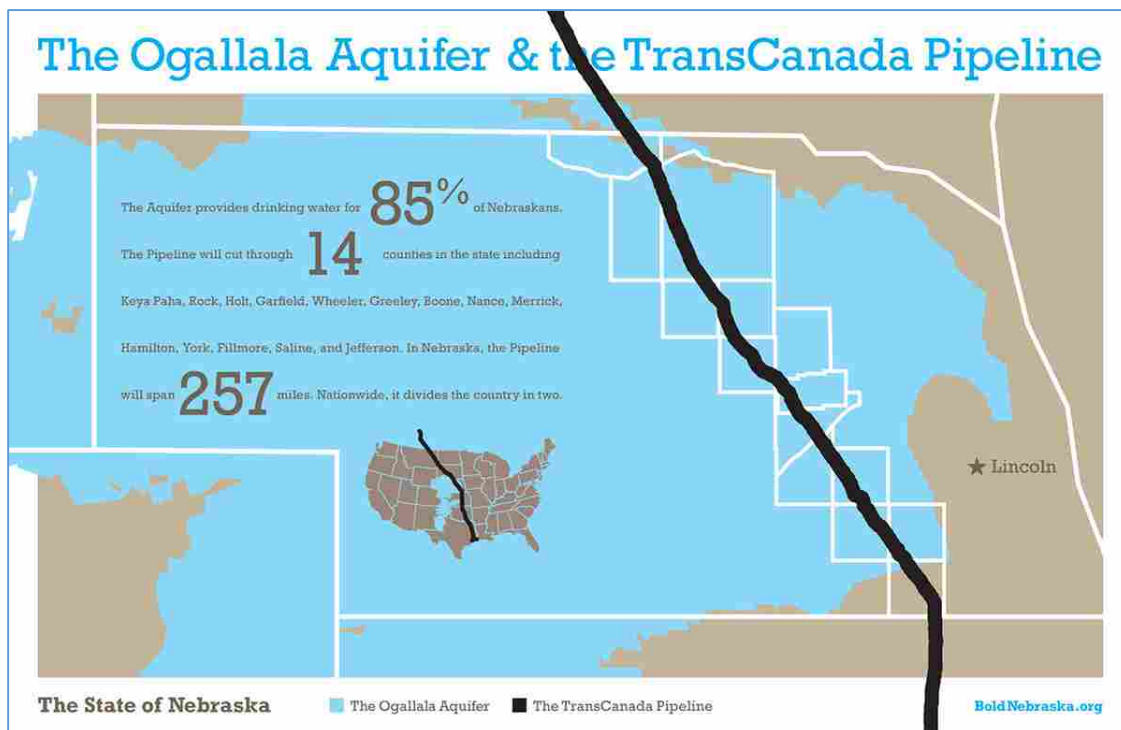 The Ogallala Aquifer & the TransCanada Pipeline
The Aquifer provides drinking water for 85% of Nebraskans.
The Pipeline will cut through 14 counties in the state including
Keya Paha, Rock, Holt, Garfield, Wheeler, Greeley, Boone, Nance, Merrick,
Hamilton, York, Fillmore, Saline, and Jefferson. In Nebraska, the Pipeline
will span 257 miles. Nationwide, it divides the country in two.
Lincoln
The State of Nebraska
The Ogallala Aquifer
The TransCanada Pipeline
BoldNebraska.org